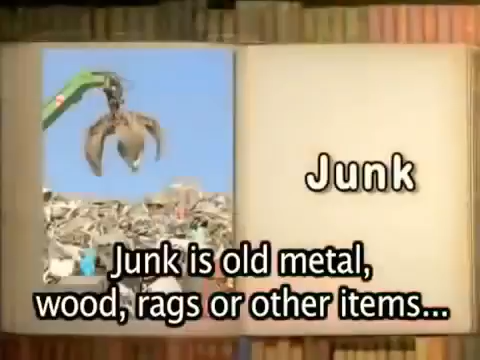 Junk
Junk is old metal,
wood, rags or other items...